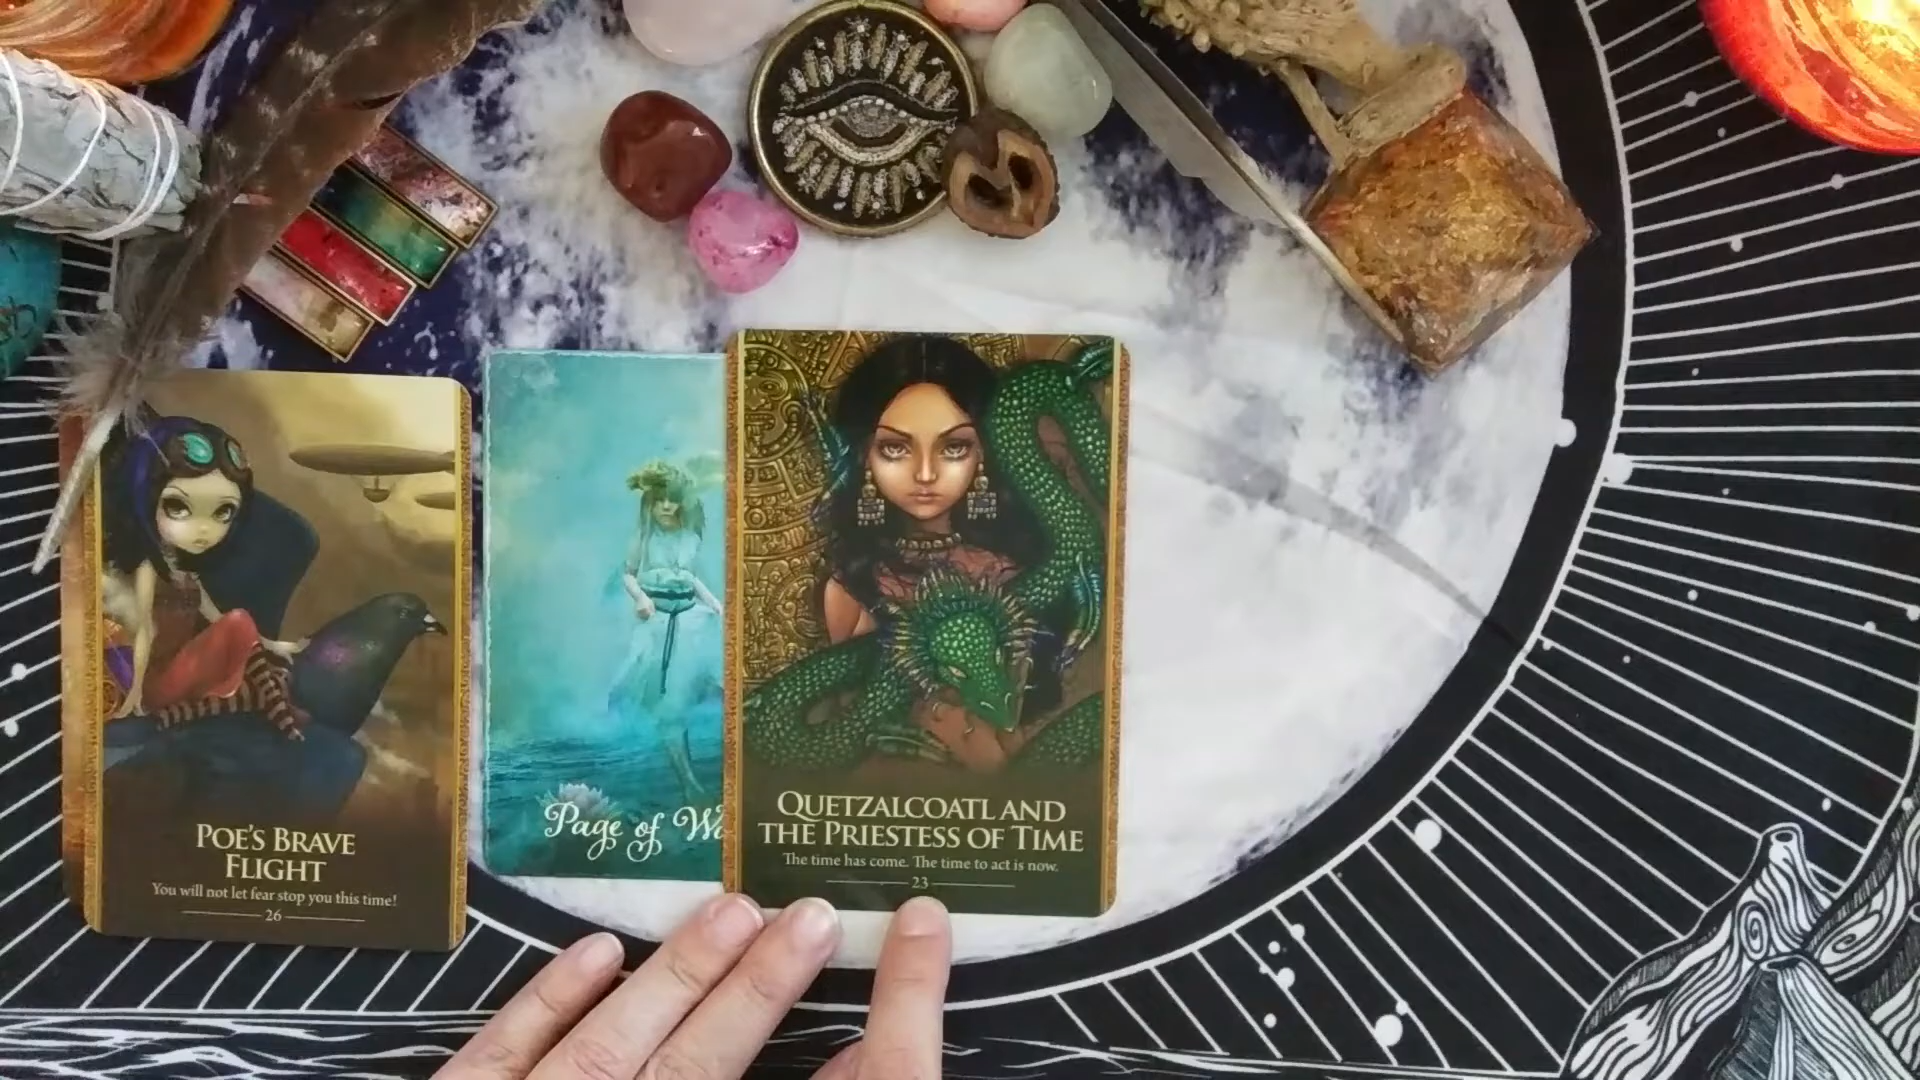 POE'S BRAVE
FLIGHT
You will not let fear stop you this time!
26
Page of
QUETZALCOATL AND
THE PRIESTESS OF TIME
The time has come. The time to act is now.
23